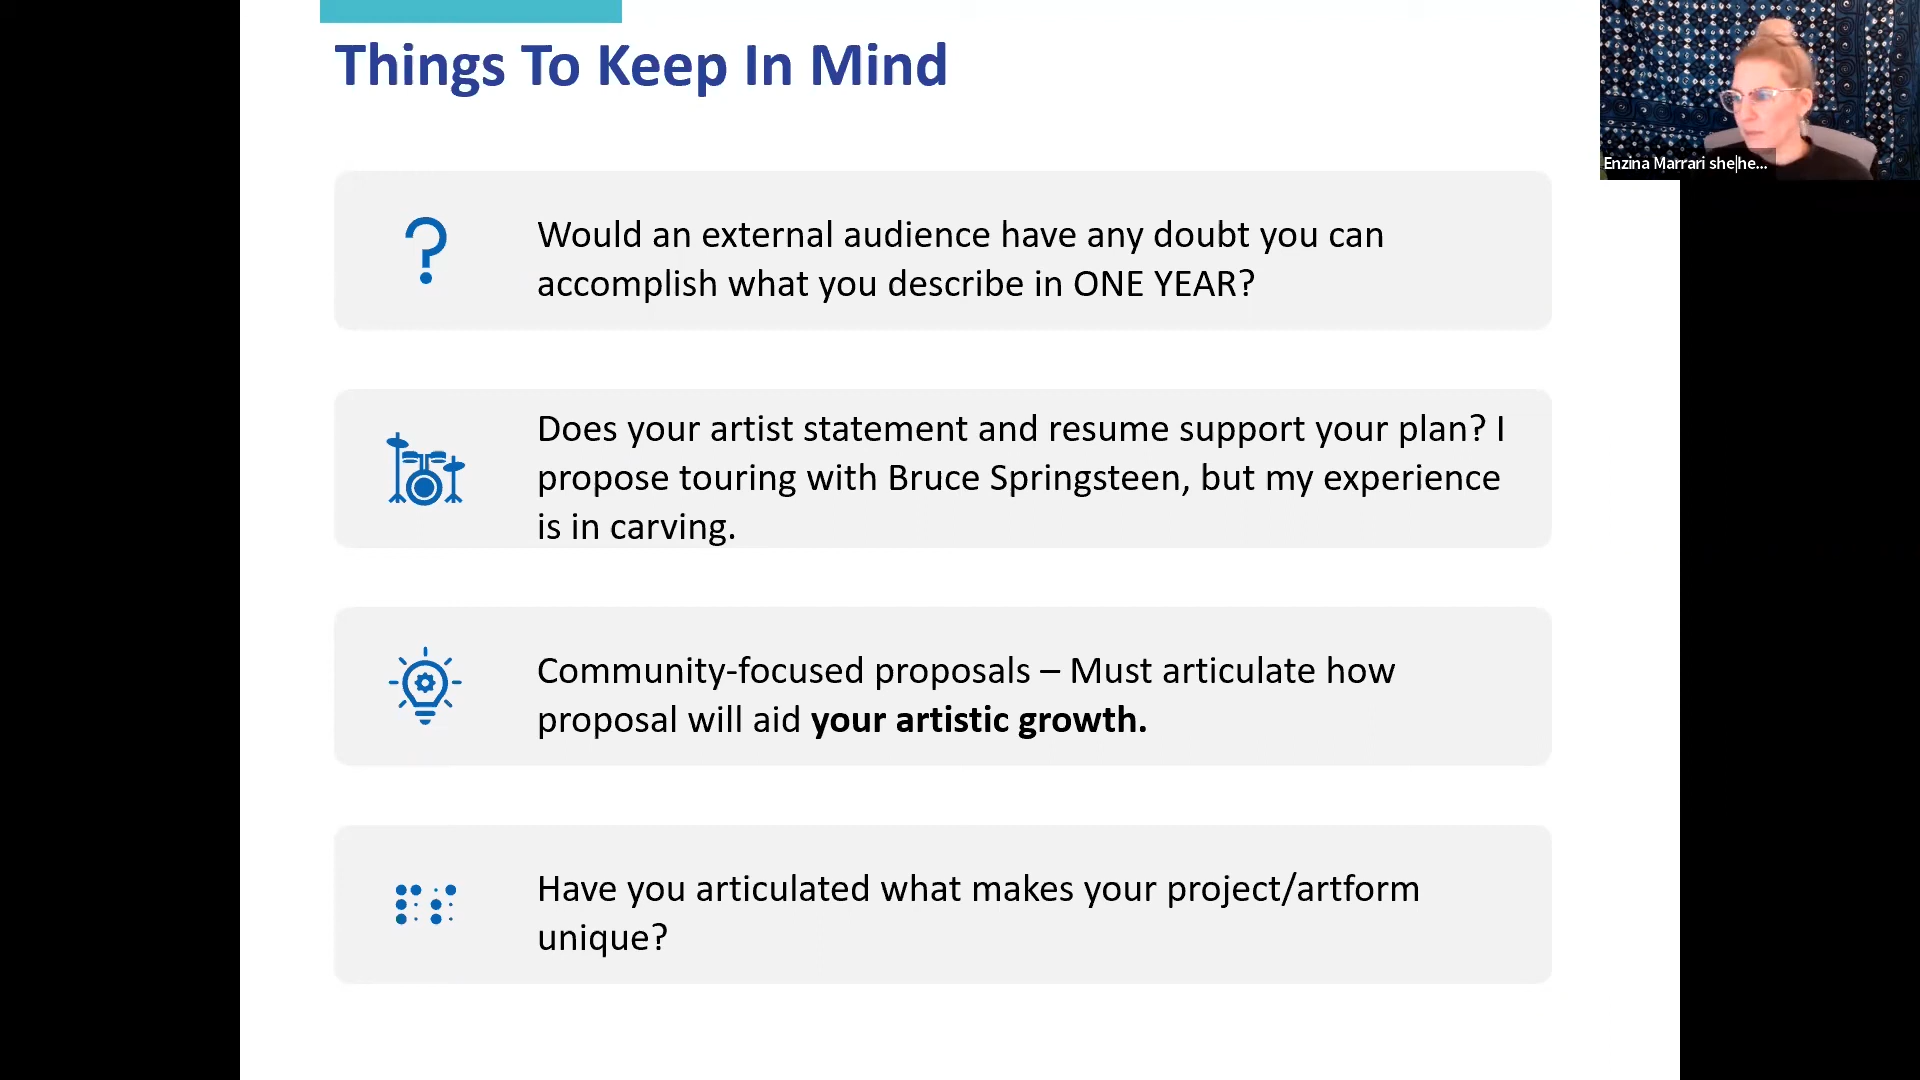 Things To Keep In Mind
Enzina Marrari she|he...
Would an external audience have any doubt you can
accomplish what you describe in ONE YEAR?
Does your artist statement and resume support your plan? I
propose touring with Bruce Springsteen, but my experience
is in carving.
Community-focused proposals – Must articulate how
proposal will aid your artistic growth.
Have you articulated what makes your project/artform
unique?